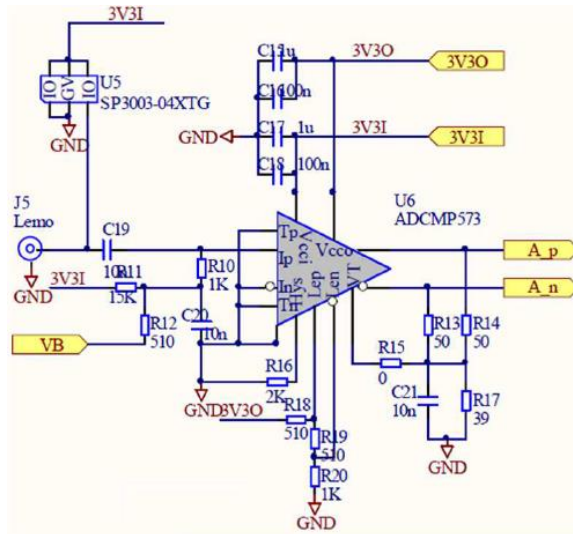 3V3I
IO
GV
IO
U5
SP3003-04XTG
GND
C15
1u
3V3O
3V3O
C16
100n
GND
C17
1u
3V3I
3V3I
C18
100n
J5
Lemo
C19
10n
U6
ADCMP573
Tp
Vcci
Vcco
Ip
In
Hys
Lep
Len
VT
A_p
A_n
GND
3V3I
R11
15K
R10
1K
R12
510
C20
10n
VB
R13
50
R14
50
R15
0
R16
2K
GND
3V3O
R18
510
C21
10n
R17
39
R19
510
R20
1K
GND
GND